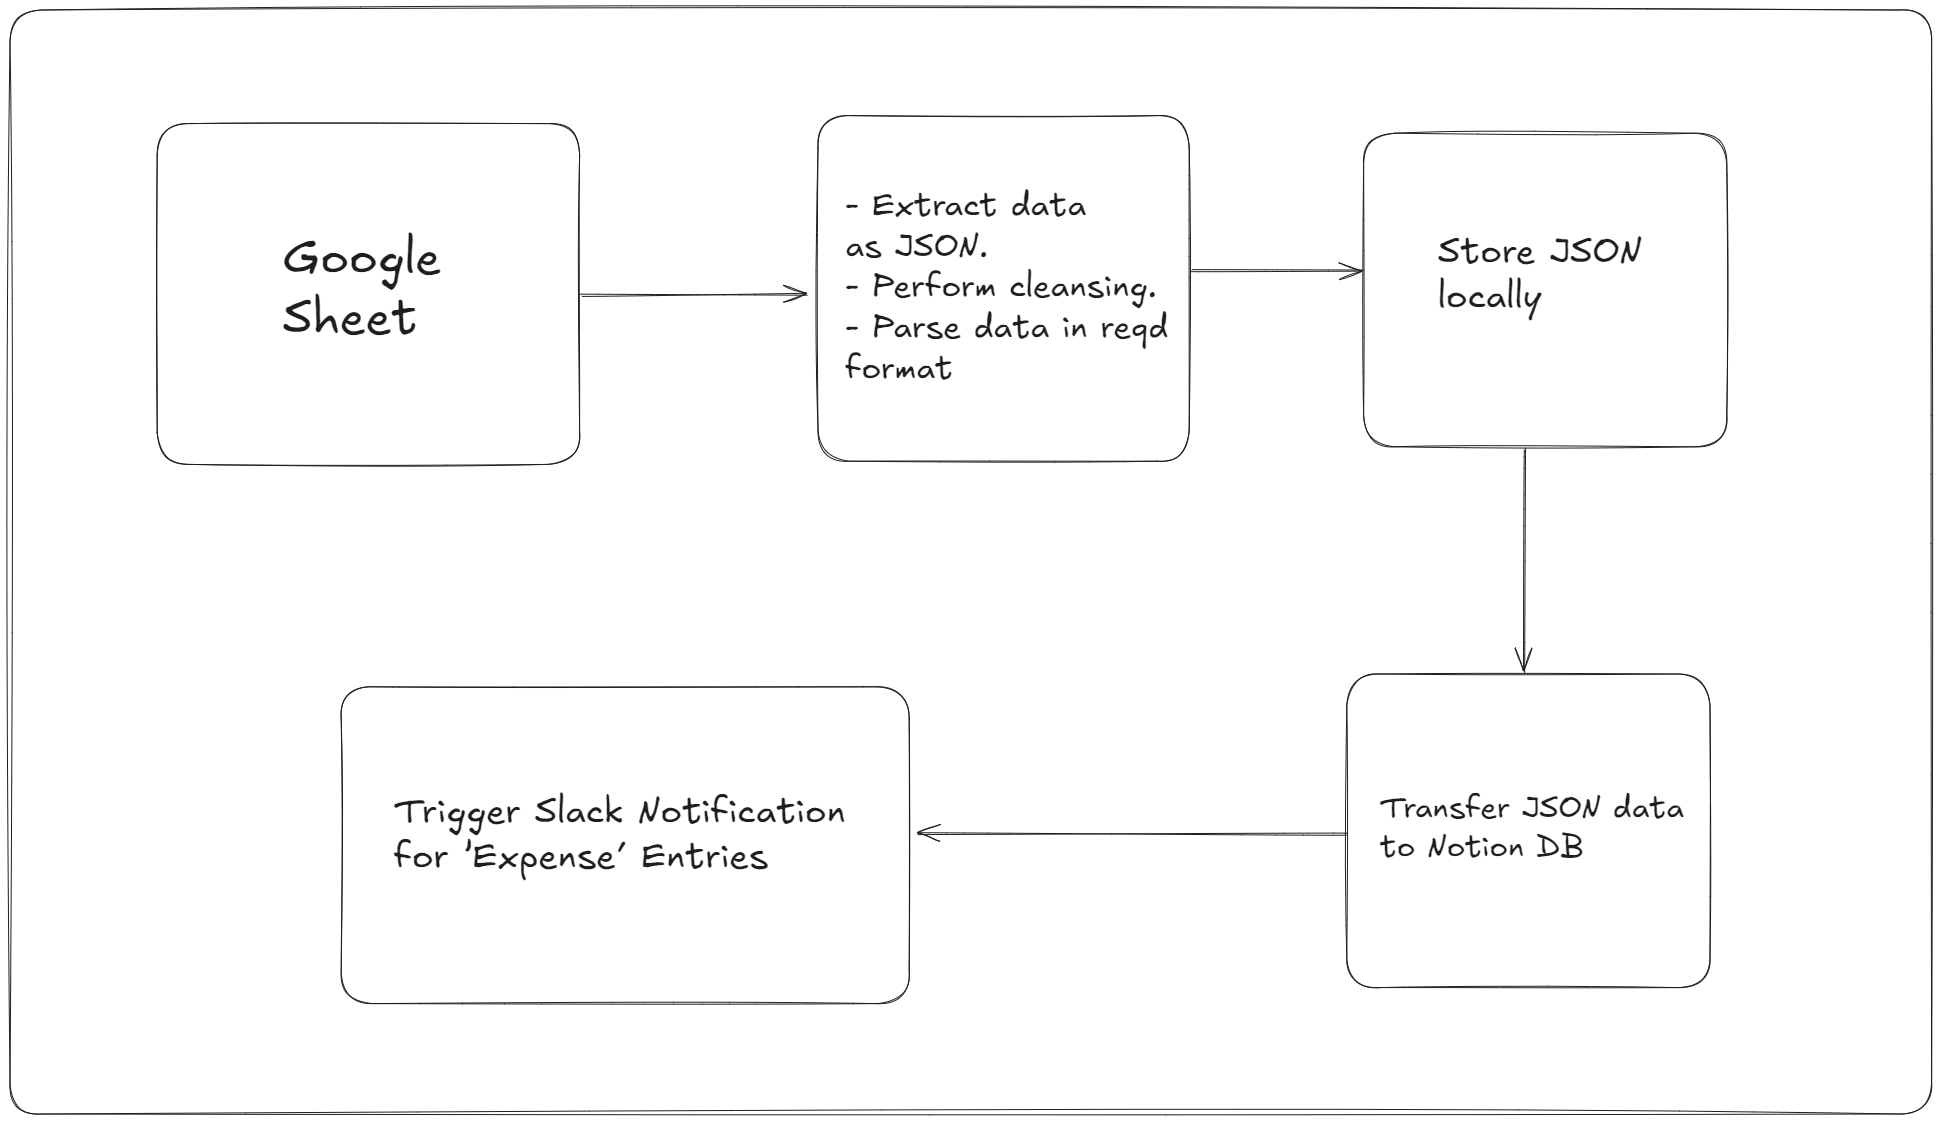 Google
Sheet
- Extract data
as JSON.
- Perform cleansing.
- Parse data in reqd
format
Store JSON
locally
Transfer JSON data
to Notion DB
Trigger Slack Notification
for 'Expense' Entries